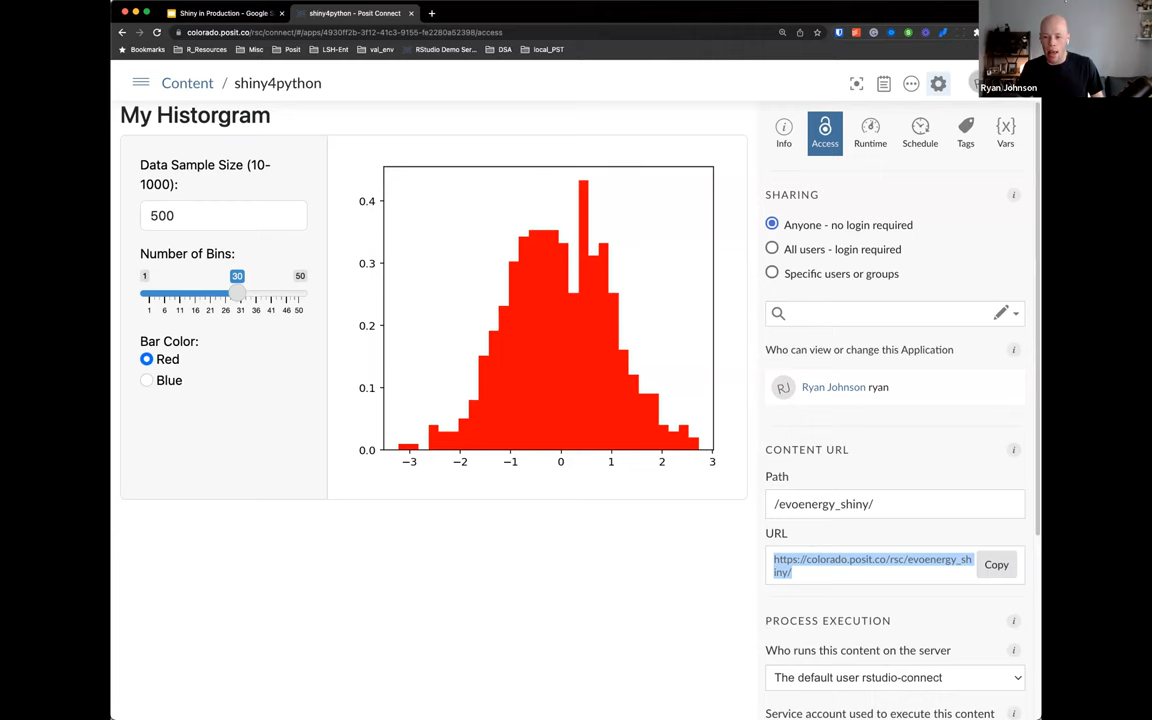 Shiny in Production - Google S
shiny4python - Posit Connect
colorado.posit.co/rsc/connect/#/apps/4930ff2b-3f12-41c3-9155-fe2280a52398/access
Bookmarks
R_Resources
Misc
Posit
LSH-Ent
val_env
RStudio Demo Ser...
DSA
local_PST
Ryan Johnson
Content / shiny4python
My Historgram
Data Sample Size (10-
1000):
500
Number of Bins:
1 30 50
1 6 11 16 21 26 31 36 41 46 50
Bar Color:
Red
Blue
0.4
0.3
0.2
0.1
0.0
−3 −2 −1 0 1 2 3
Info
Access
Runtime
Schedule
Tags
{x}
Vars
SHARING
Anyone - no login required
All users - login required
Specific users or groups
Who can view or change this Application
RJ Ryan Johnson ryan
CONTENT URL
Path
/evoenergy_shiny/
URL
https://colorado.posit.co/rsc/evoenergy_sh
iny/
Copy
PROCESS EXECUTION
Who runs this content on the server
The default user rstudio-connect
Service account used to execute this content